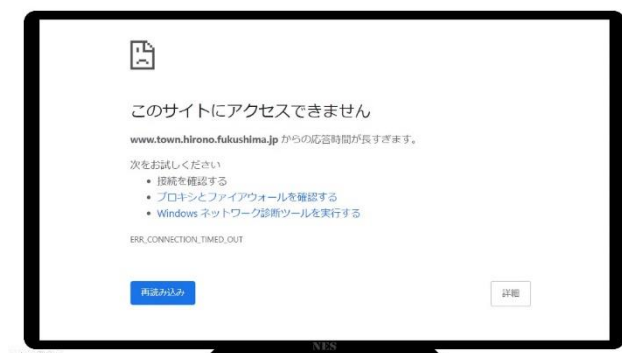 このサイトにアクセスできません
www.town.hirono.fukushima.jp からの応答時間が長すぎます。
次をお試しください
• 接続を確認する
• プロキシとファイアウォールを確認する
• Windows ネットワーク診断ツールを実行する
ERR_CONNECTION_TIMED_OUT
再読み込み
詳細
NES